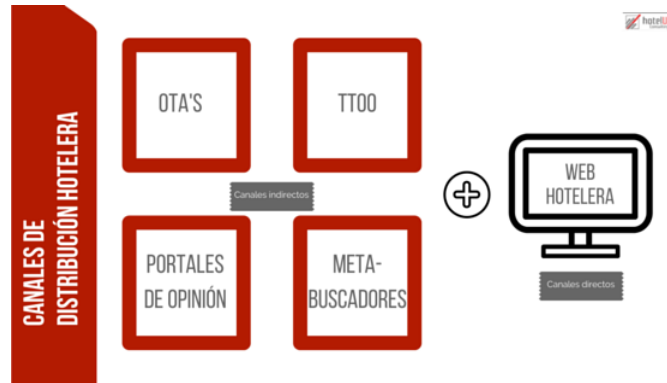 CANALES DE
DISTRIBUCIÓN HOTELERA
OTA'S
TTOO
Canales indirectos
PORTALES
DE OPINIÓN
META-
BUSCADORES
WEB
HOTELERA
Canales directos